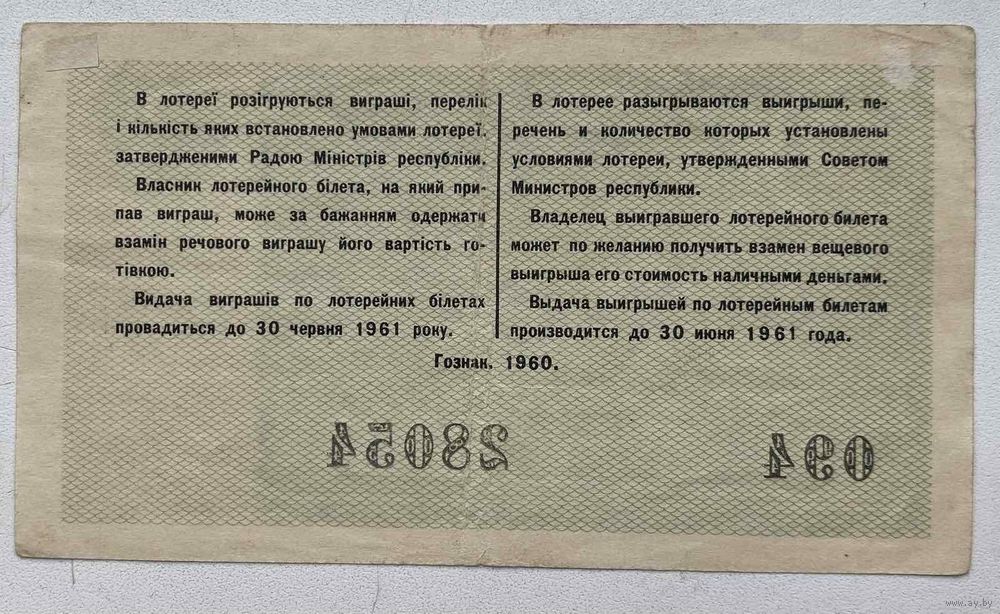 В лотереї розігруються виграші, перелік
і кількість яких встановлено умовами лотереї,
затвердженими Радою Міністрів республіки.
Власник лотерейного білета, на який при-
пав виграш, може за бажанням одержати
взамін речового виграшу його вартість го-
тівкою.
Видача виграшів по лотерейних білетах
провадиться до 30 червня 1961 року.
В лотерее разыгрываются выигрыши, пе-
речень и количество которых установлены
условиями лотереи, утвержденными Советом
Министров республики.
Владелец выигравшего лотерейного билета
может по желанию получить взамен вещевого
выигрыша его стоимость наличными деньгами.
Выдача выигрышей по лотерейным билетам
производится до 30 июня 1961 года.
Гознак. 1960.
28054
094
www.ay.by